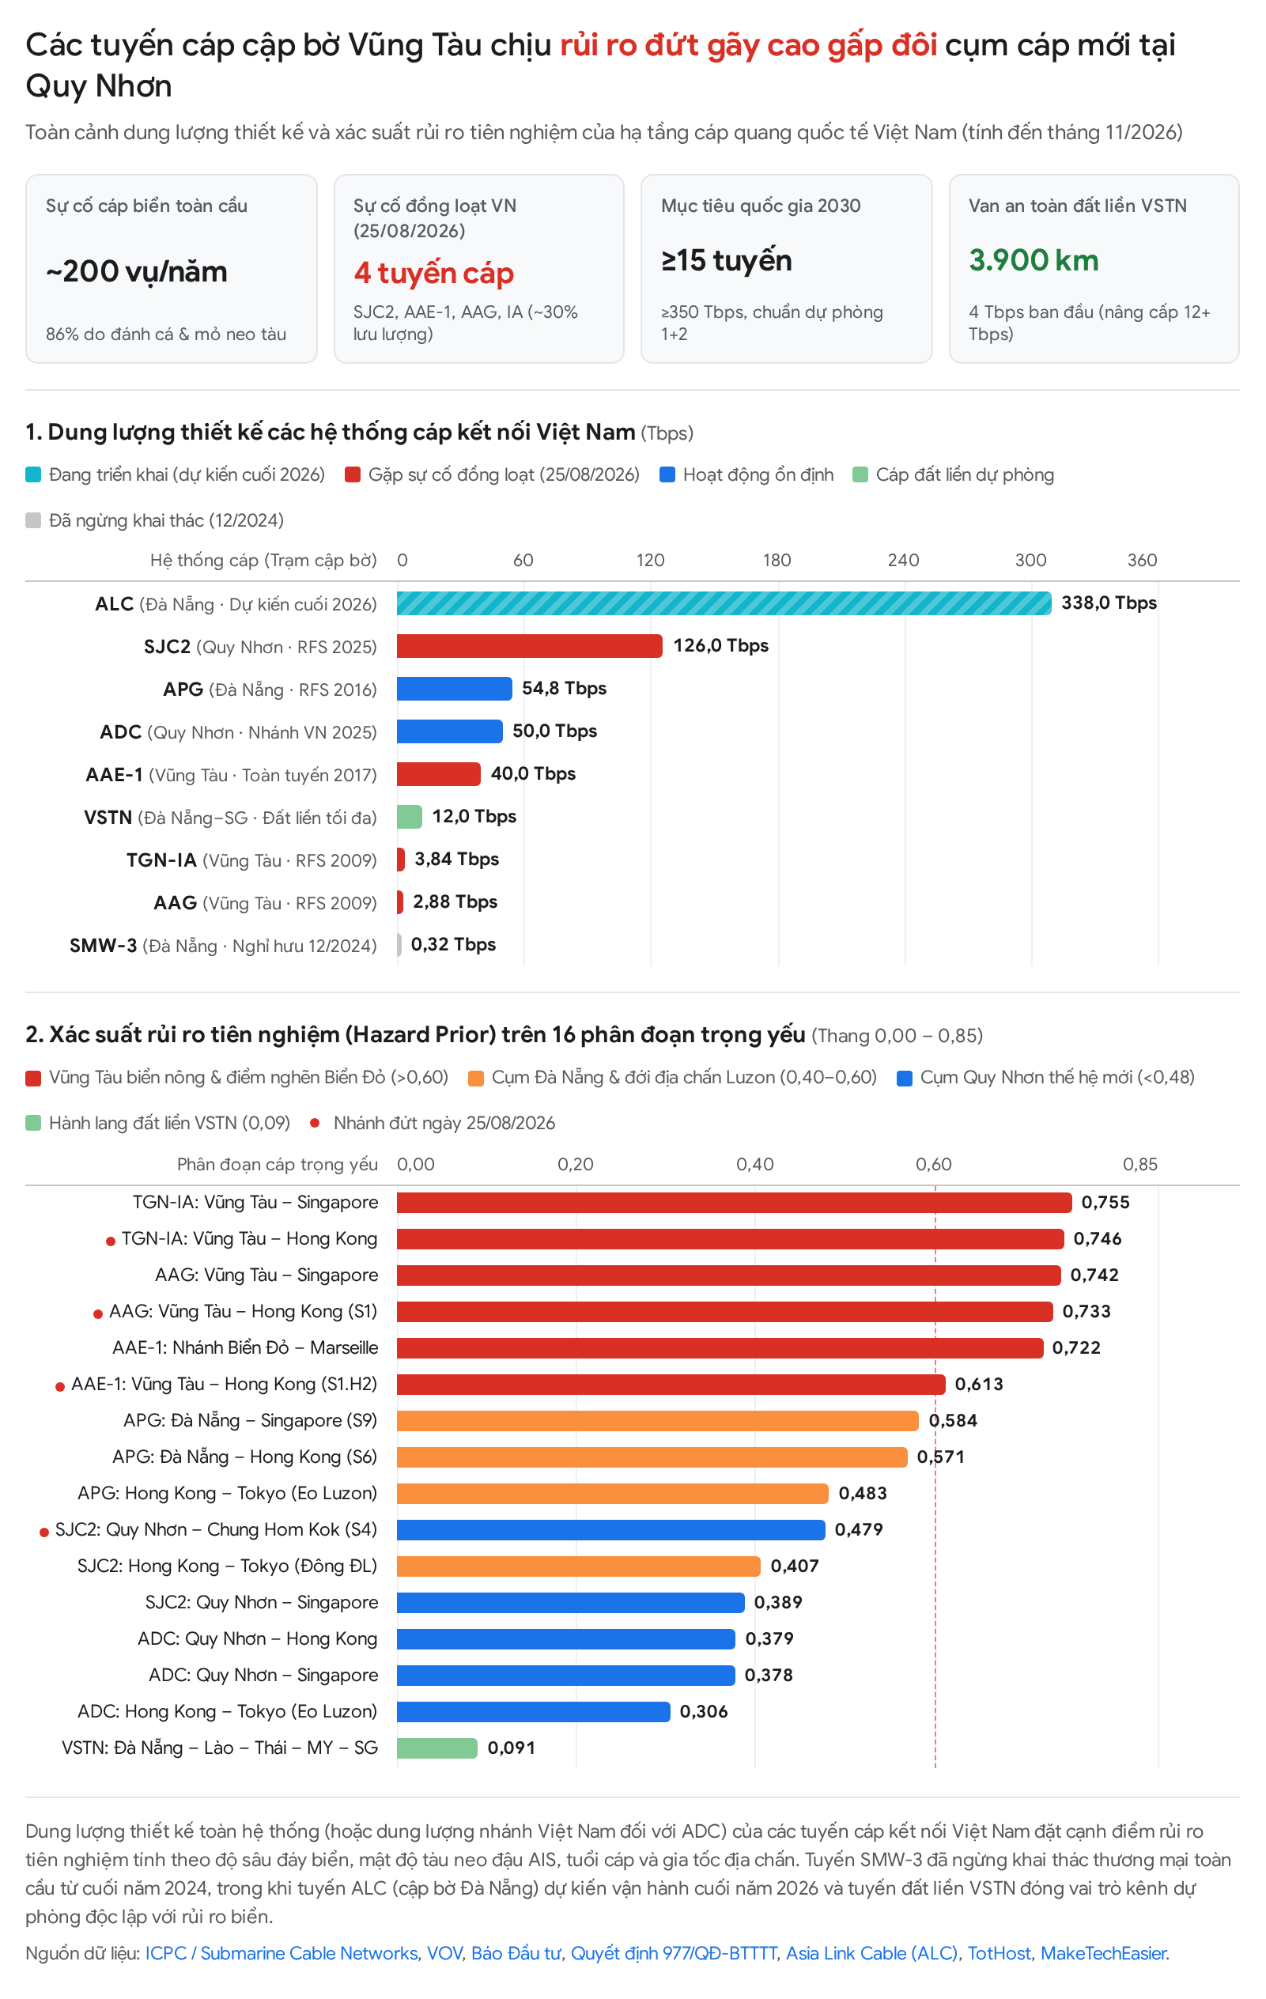 Các tuyến cáp cập bờ Vũng Tàu chịu rủi ro đứt gãy cao gấp đôi cụm cáp mới tại
Quy Nhơn
Toàn cảnh dung lượng thiết kế và xác suất rủi ro tiên nghiệm của hạ tầng cáp quang quốc tế Việt Nam (tính đến tháng 11/2026)
Sự cố cáp biển toàn cầu
~200 vụ/năm
86% do đánh cá & mỏ neo tàu
Sự cố đồng loạt VN
(25/08/2026)
4 tuyến cáp
SJC2, AAE-1, AAG, IA (~30%
lưu lượng)
Mục tiêu quốc gia 2030
≥15 tuyến
≥350 Tbps, chuẩn dự phòng
1+2
Van an toàn đất liền VSTN
3.900 km
4 Tbps ban đầu (nâng cấp 12+
Tbps)
1. Dung lượng thiết kế các hệ thống cáp kết nối Việt Nam (Tbps)
Đang triển khai (dự kiến cuối 2026) Gặp sự cố đồng loạt (25/08/2026) Hoạt động ổn định Cáp đất liền dự phòng
Đã ngừng khai thác (12/2024)
Hệ thống cáp (Trạm cập bờ) 0 60 120 180 240 300 360
ALC (Đà Nẵng · Dự kiến cuối 2026) 338,0 Tbps
SJC2 (Quy Nhơn · RFS 2025) 126,0 Tbps
APG (Đà Nẵng · RFS 2016) 54,8 Tbps
ADC (Quy Nhơn · Nhánh VN 2025) 50,0 Tbps
AAE-1 (Vũng Tàu · Toàn tuyến 2017) 40,0 Tbps
VSTN (Đà Nẵng–SG · Đất liền tối đa) 12,0 Tbps
TGN-IA (Vũng Tàu · RFS 2009) 3,84 Tbps
AAG (Vũng Tàu · RFS 2009) 2,88 Tbps
SMW-3 (Đà Nẵng · Nghỉ hưu 12/2024) 0,32 Tbps
2. Xác suất rủi ro tiên nghiệm (Hazard Prior) trên 16 phân đoạn trọng yếu (Thang 0,00 – 0,85)
Vũng Tàu biển nông & điểm nghẽn Biển Đỏ (>0,60) Cụm Đà Nẵng & đới địa chấn Luzon (0,40–0,60) Cụm Quy Nhơn thế hệ mới (<0,48)
Hành lang đất liền VSTN (0,09) Nhánh đứt ngày 25/08/2026
Phân đoạn cáp trọng yếu 0,00 0,20 0,40 0,60 0,85
TGN-IA: Vũng Tàu – Singapore 0,755
TGN-IA: Vũng Tàu – Hong Kong 0,746
AAG: Vũng Tàu – Singapore 0,742
AAG: Vũng Tàu – Hong Kong (S1) 0,733
AAE-1: Nhánh Biển Đỏ – Marseille 0,722
AAE-1: Vũng Tàu – Hong Kong (S1.H2) 0,613
APG: Đà Nẵng – Singapore (S9) 0,584
APG: Đà Nẵng – Hong Kong (S6) 0,571
APG: Hong Kong – Tokyo (Eo Luzon) 0,483
SJC2: Quy Nhơn – Chung Hom Kok (S4) 0,479
SJC2: Hong Kong – Tokyo (Đông ĐL) 0,407
SJC2: Quy Nhơn – Singapore 0,389
ADC: Quy Nhơn – Hong Kong 0,379
ADC: Quy Nhơn – Singapore 0,378
ADC: Hong Kong – Tokyo (Eo Luzon) 0,306
VSTN: Đà Nẵng – Lào – Thái – MY – SG 0,091
Dung lượng thiết kế toàn hệ thống (hoặc dung lượng nhánh Việt Nam đối với ADC) của các tuyến cáp kết nối Việt Nam đặt cạnh điểm rủi ro
tiên nghiệm tính theo độ sâu đáy biển, mật độ tàu neo đậu AIS, tuổi cáp và gia tốc địa chấn. Tuyến SMW-3 đã ngừng khai thác thương mại toàn
cầu từ cuối năm 2024, trong khi tuyến ALC (cập bờ Đà Nẵng) dự kiến vận hành cuối năm 2026 và tuyến đất liền VSTN đóng vai trò kênh dự
phòng độc lập với rủi ro biển.
Nguồn dữ liệu: ICPC / Submarine Cable Networks, VOV, Báo Đầu tư, Quyết định 977/QĐ-BTTTT, Asia Link Cable (ALC), TotHost, MakeTechEasier.